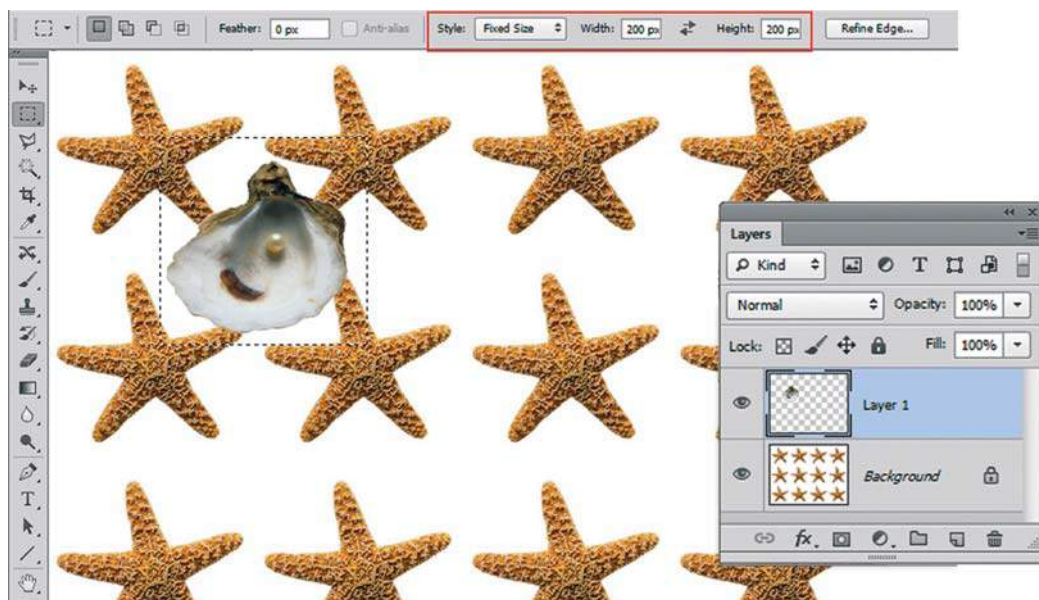 Feather: 0 px Anti-alias Style: Fixed Size Width: 200 px Height: 200 px Refine Edge...
Layers
Kind T
Normal Opacity: 100%
Lock: Fill: 100%
Layer 1
Background
fx
T